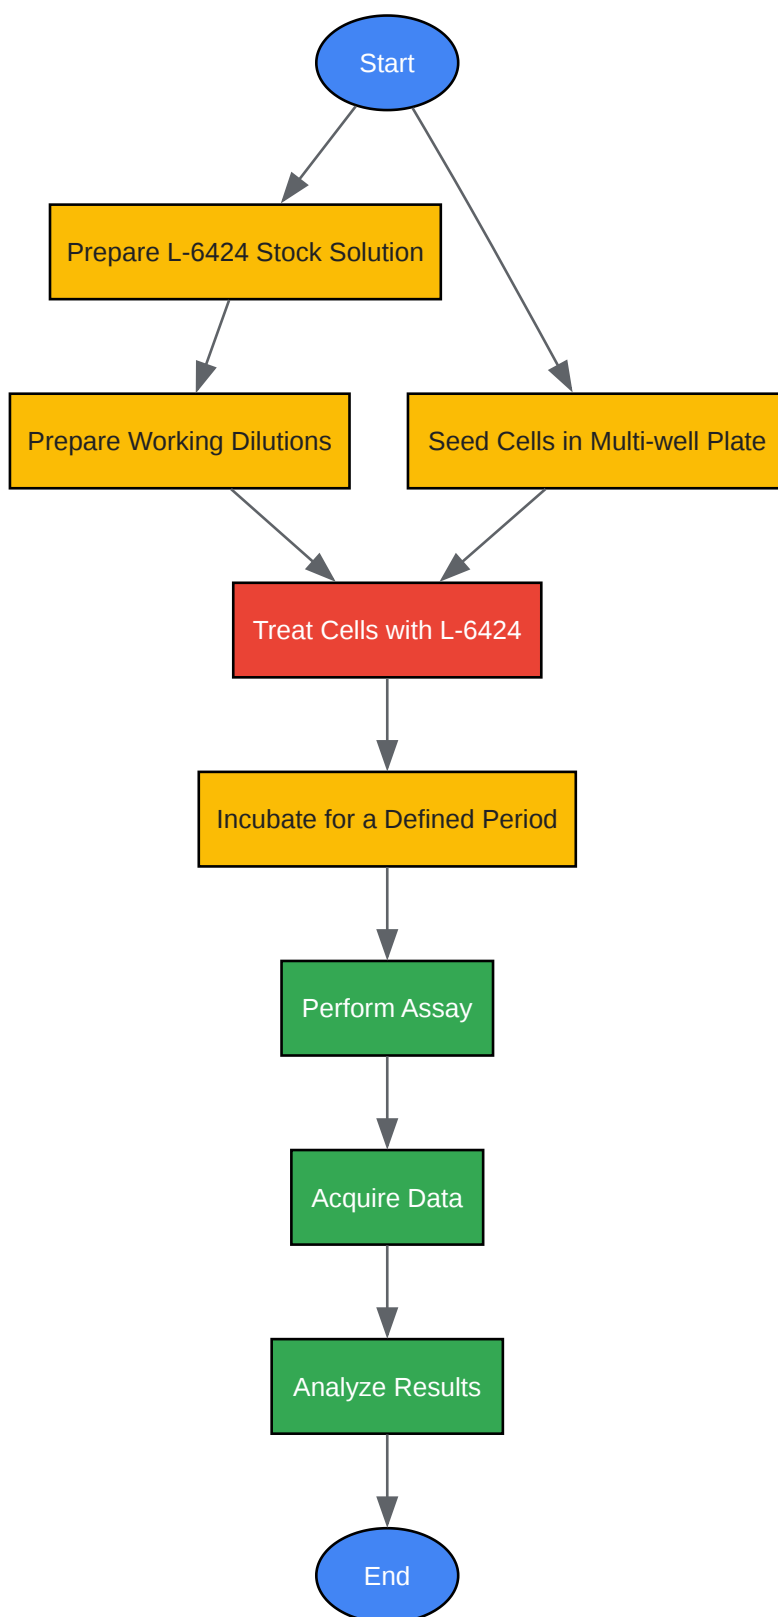 Start
Prepare L-6424 Stock Solution
Prepare Working Dilutions
Seed Cells in Multi-well Plate
Treat Cells with L-6424
Incubate for a Defined Period
Perform Assay
Acquire Data
Analyze Results
End